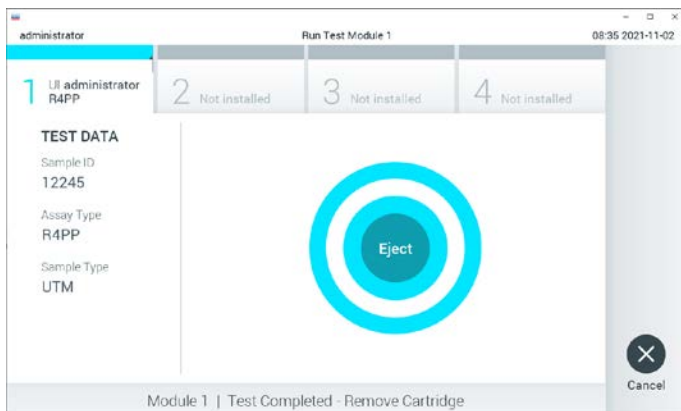 administrator
Run Test Module 1
08:35 2021-11-02
1 UI administrator
R4PP
2 Not installed
3 Not installed
4 Not installed
TEST DATA
Sample ID
12245
Assay Type
R4PP
Sample Type
UTM
Eject
Cancel
Module 1 | Test Completed - Remove Cartridge